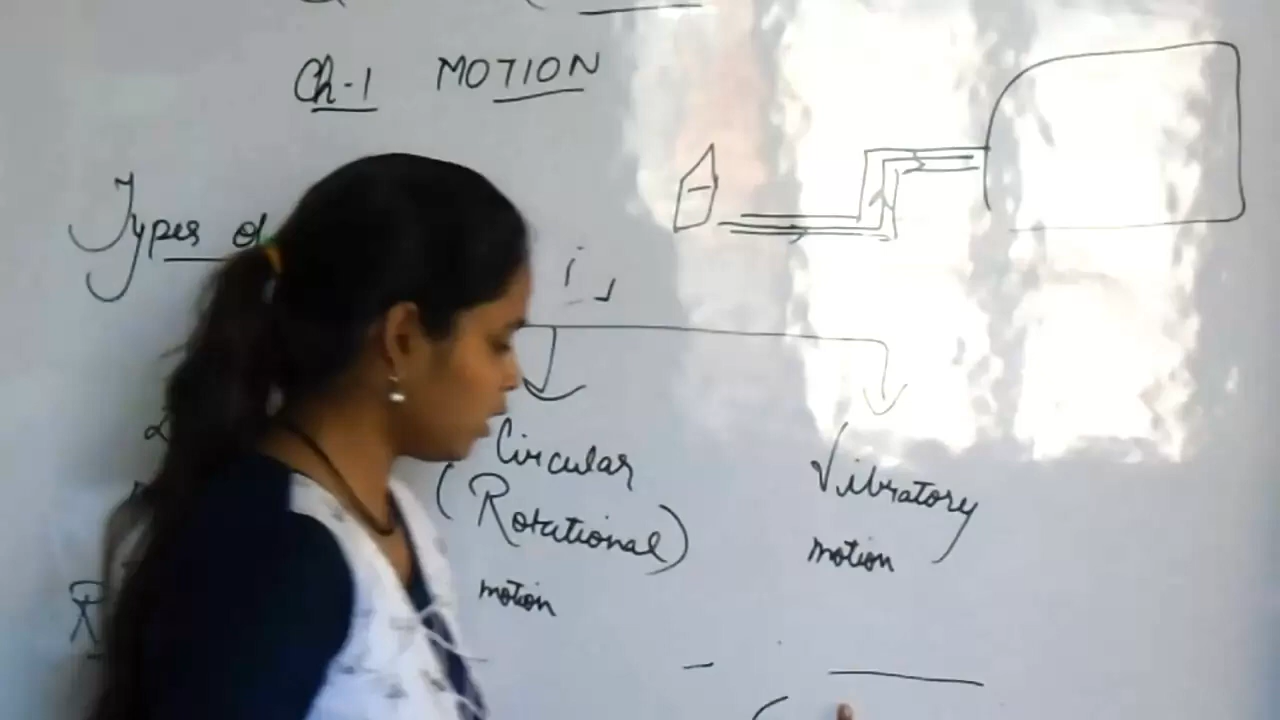 Ch-1 MOTION
Types of
Circular
(Rotational)
motion
Vibratory
motion